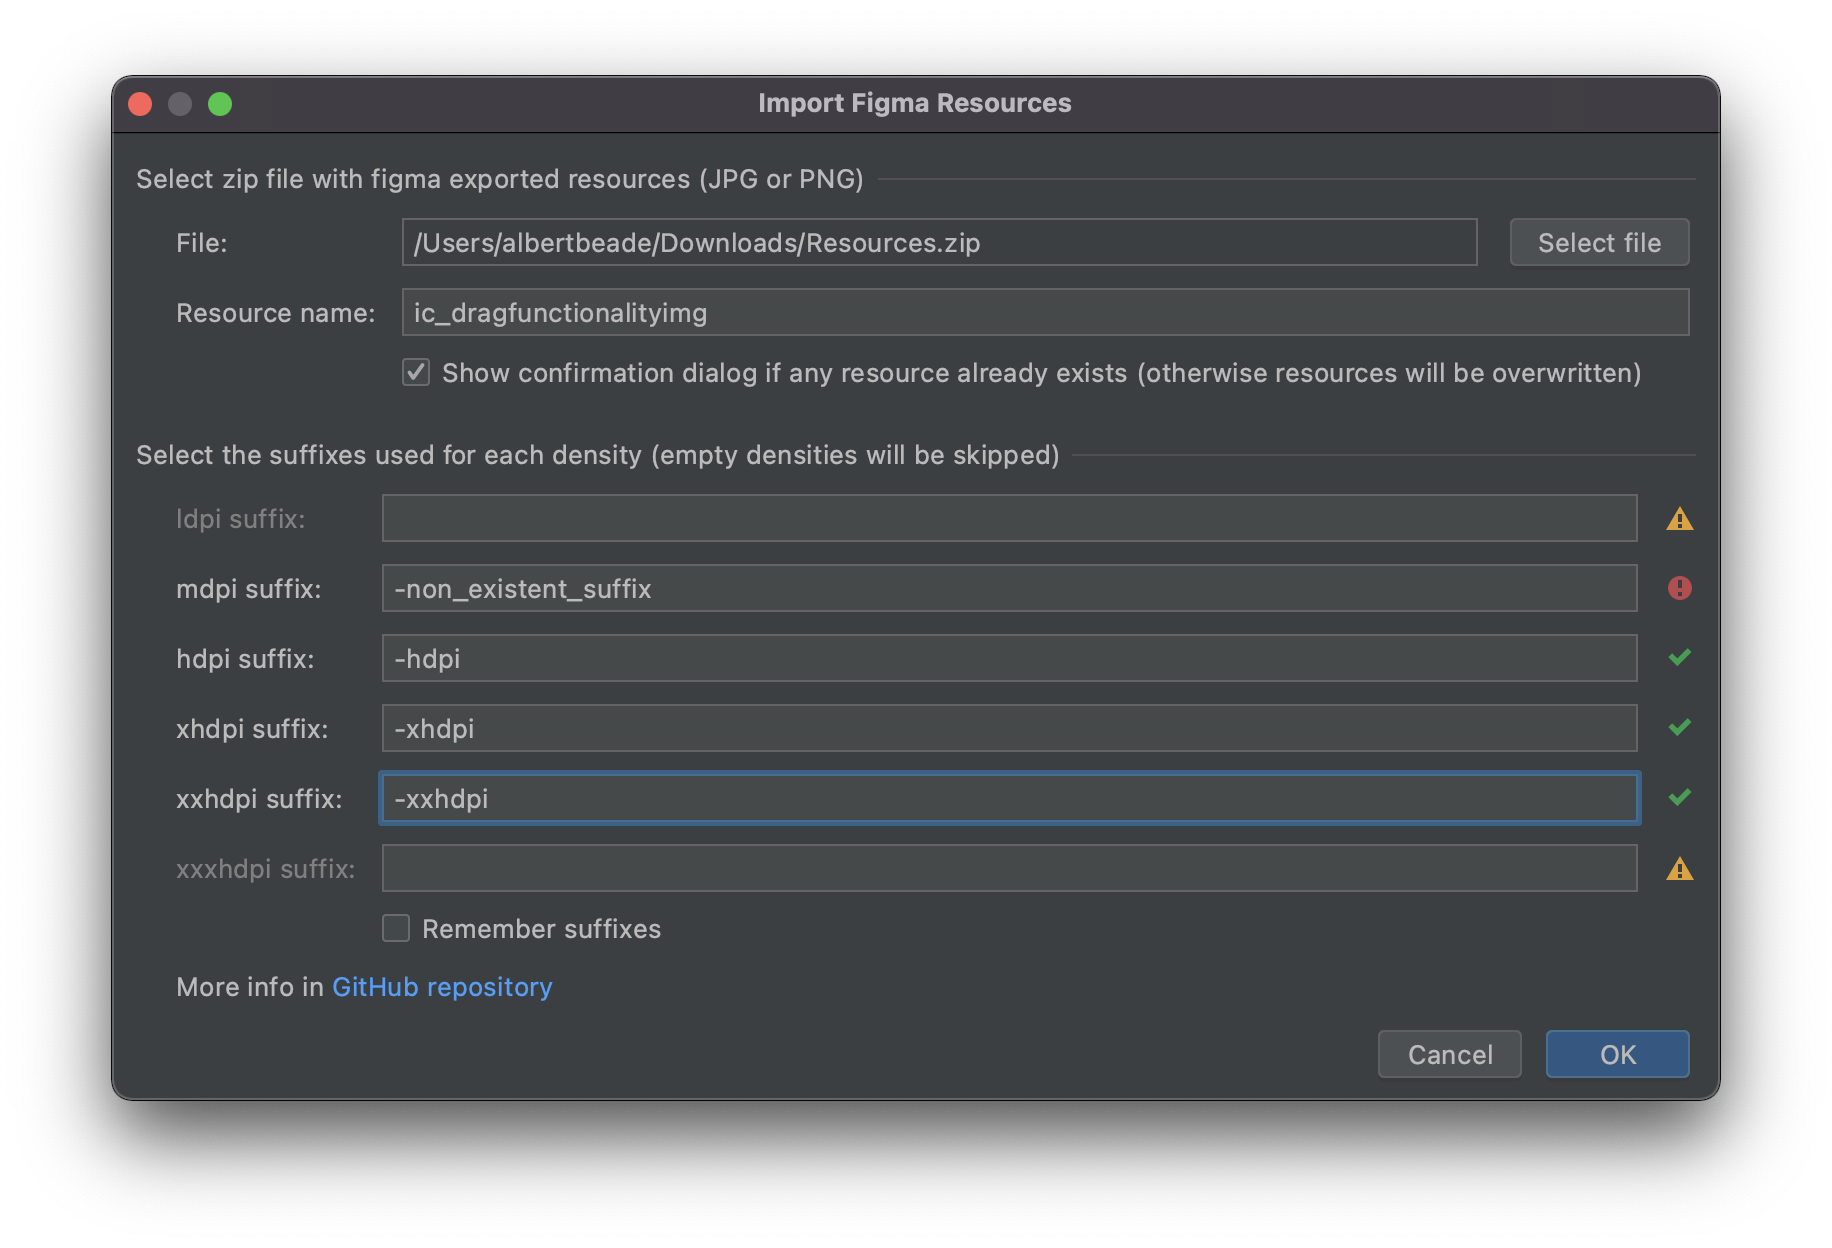 Import Figma Resources
Select zip file with figma exported resources (JPG or PNG)
File: /Users/albertbeade/Downloads/Resources.zip Select file
Resource name: ic_dragfunctionalityimg
Show confirmation dialog if any resource already exists (otherwise resources will be overwritten)
Select the suffixes used for each density (empty densities will be skipped)
ldpi suffix:
mdpi suffix: -non_existent_suffix
hdpi suffix: -hdpi
xhdpi suffix: -xhdpi
xxhdpi suffix: -xxhdpi
xxxhdpi suffix:
Remember suffixes
More info in GitHub repository
Cancel OK